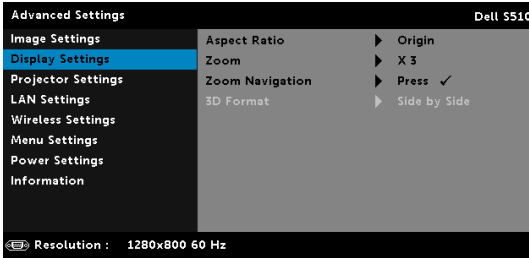 Advanced Settings Dell S510
Image Settings
Display Settings
Projector Settings
LAN Settings
Wireless Settings
Menu Settings
Power Settings
Information
Aspect Ratio Origin
Zoom X 3
Zoom Navigation Press ✓
3D Format Side by Side
Resolution : 1280x800 60 Hz